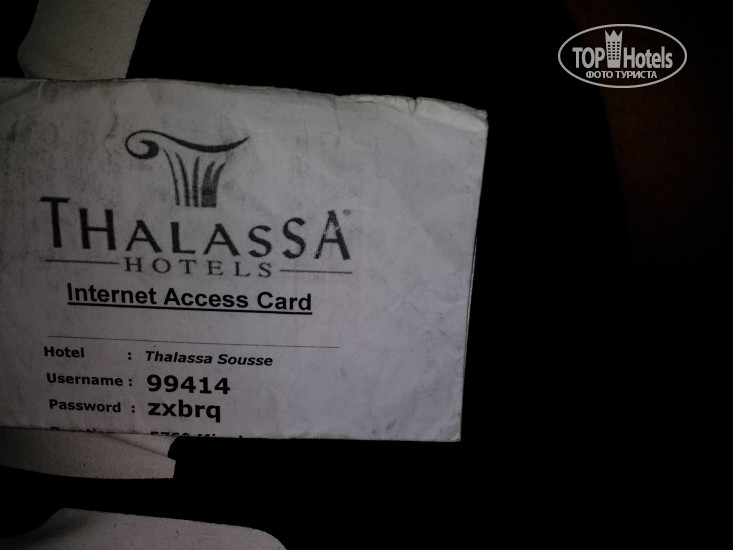 TOP Hotels
ФОТО ТУРИСТА
THALASSA
HOTELS
Internet Access Card
Hotel : Thalassa Sousse
Username : 99414
Password : zxbrq